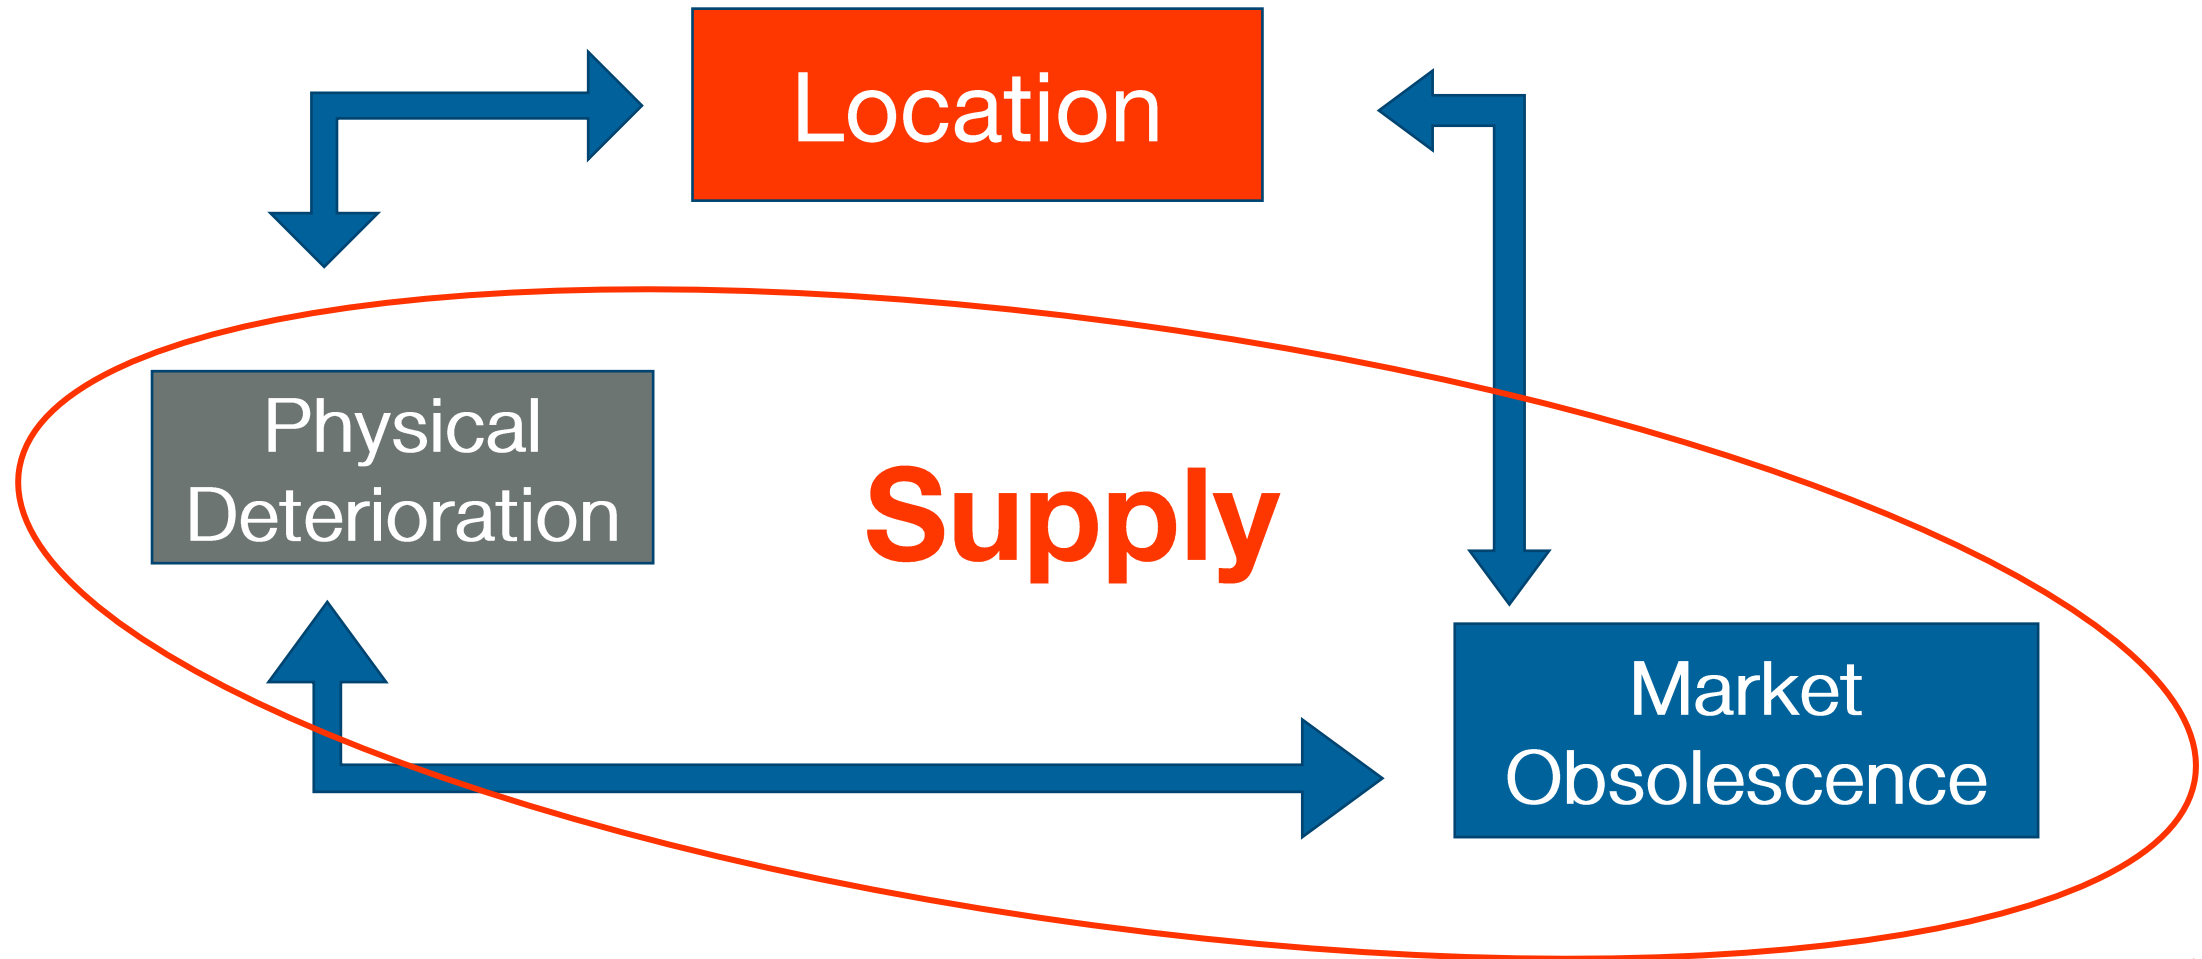 Location
Physical
Deterioration
Supply
Market
Obsolescence